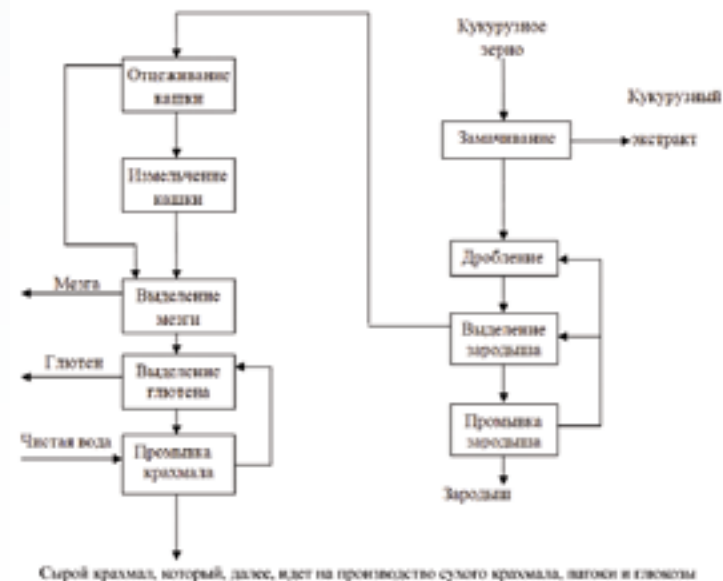 Кукурузное
зерно
Кукурузный
экстракт
Замачивание
Дробление
Выделение
зародыша
Промывка
зародыша
Зародыш
Отцеживание
кашки
Измельчение
кашки
Мезга
Выделение
мезги
Глютен
Выделение
глютена
Чистая вода
Промывка
крахмала
Сырой крахмал, который, далее, идет на производство сухого крахмала, патоки и глюкозы